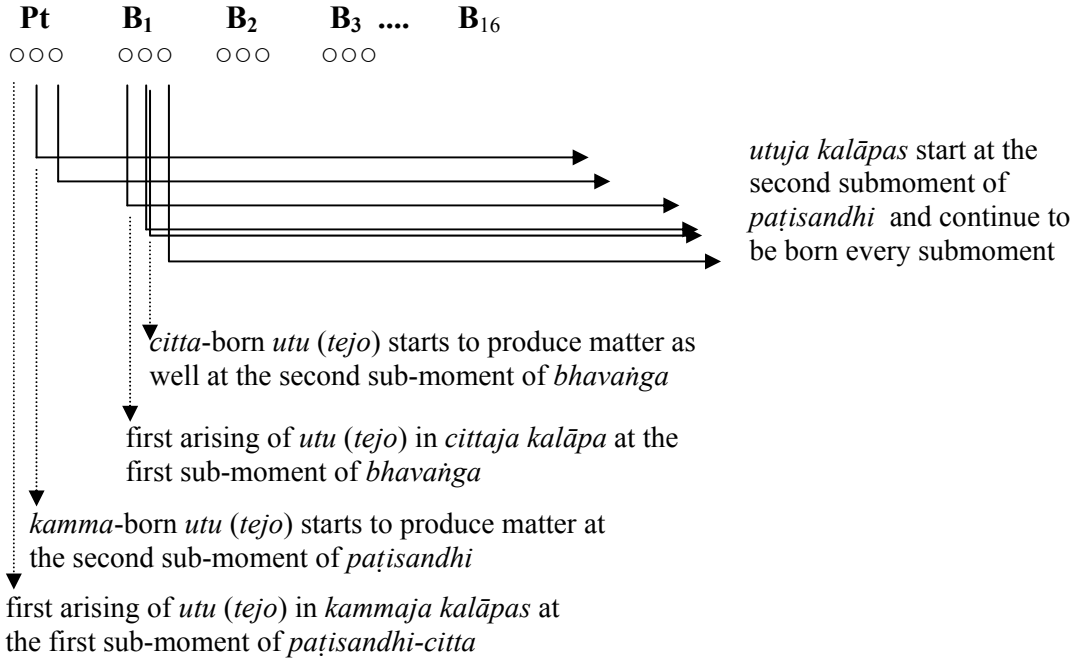 Pt B₁ B₂ B₃ .... B₁₆
utuja kalāpas start at the
second submoment of
paṭisandhi and continue to
be born every submoment
citta-born utu (tejo) starts to produce matter as
well at the second sub-moment of bhavaṅga
first arising of utu (tejo) in cittaja kalāpa at the
first sub-moment of bhavaṅga
kamma-born utu (tejo) starts to produce matter at
the second sub-moment of paṭisandhi
first arising of utu (tejo) in kammaja kalāpas at
the first sub-moment of paṭisandhi-citta